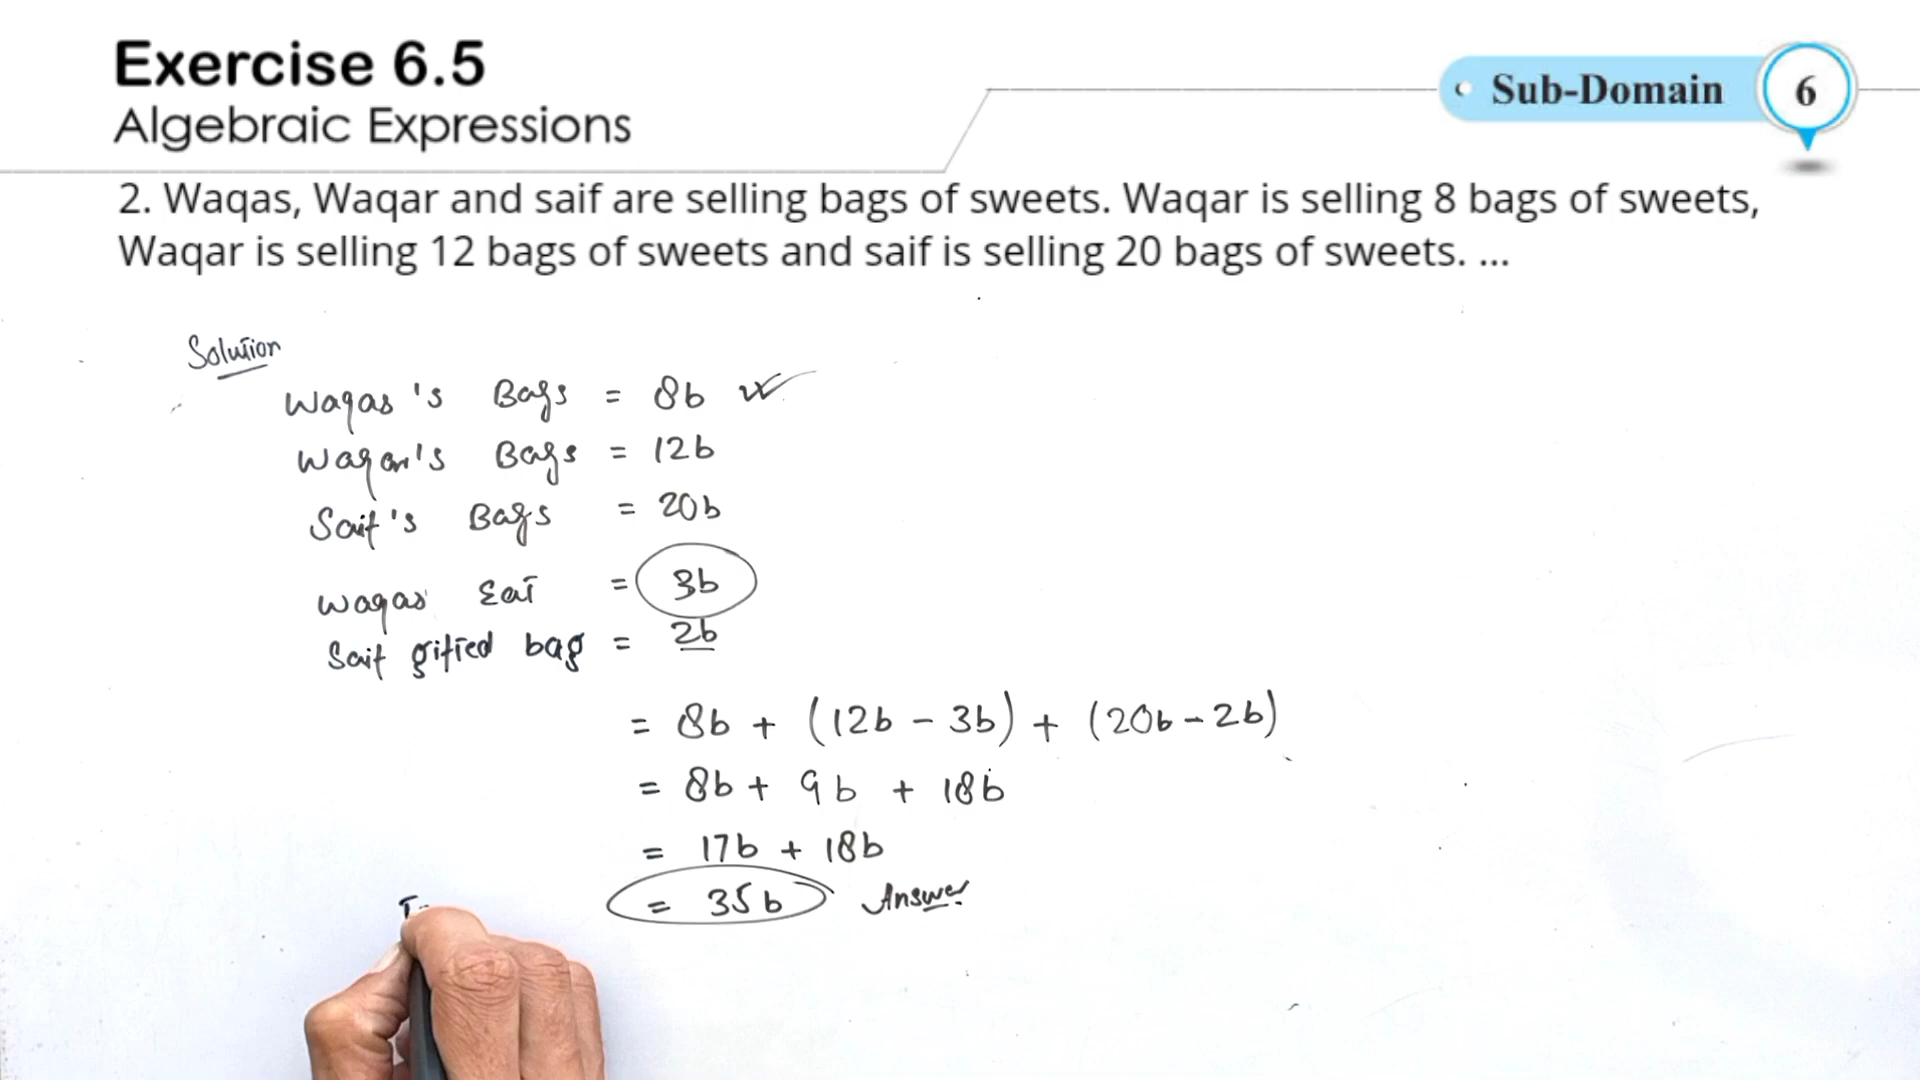 Exercise 6.5
Algebraic Expressions
Sub-Domain 6
2. Waqas, Waqar and saif are selling bags of sweets. Waqar is selling 8 bags of sweets,
Waqar is selling 12 bags of sweets and saif is selling 20 bags of sweets. ...
Solution
Waqas's Bags = 8b
Waqar's Bags = 12b
Saif's Bags = 20b
Waqas Eat = 3b
Saif gifted bag = 2b
= 8b + (12b - 3b) + (20b - 2b)
= 8b + 9b + 18b
= 17b + 18b
= 35b Answer